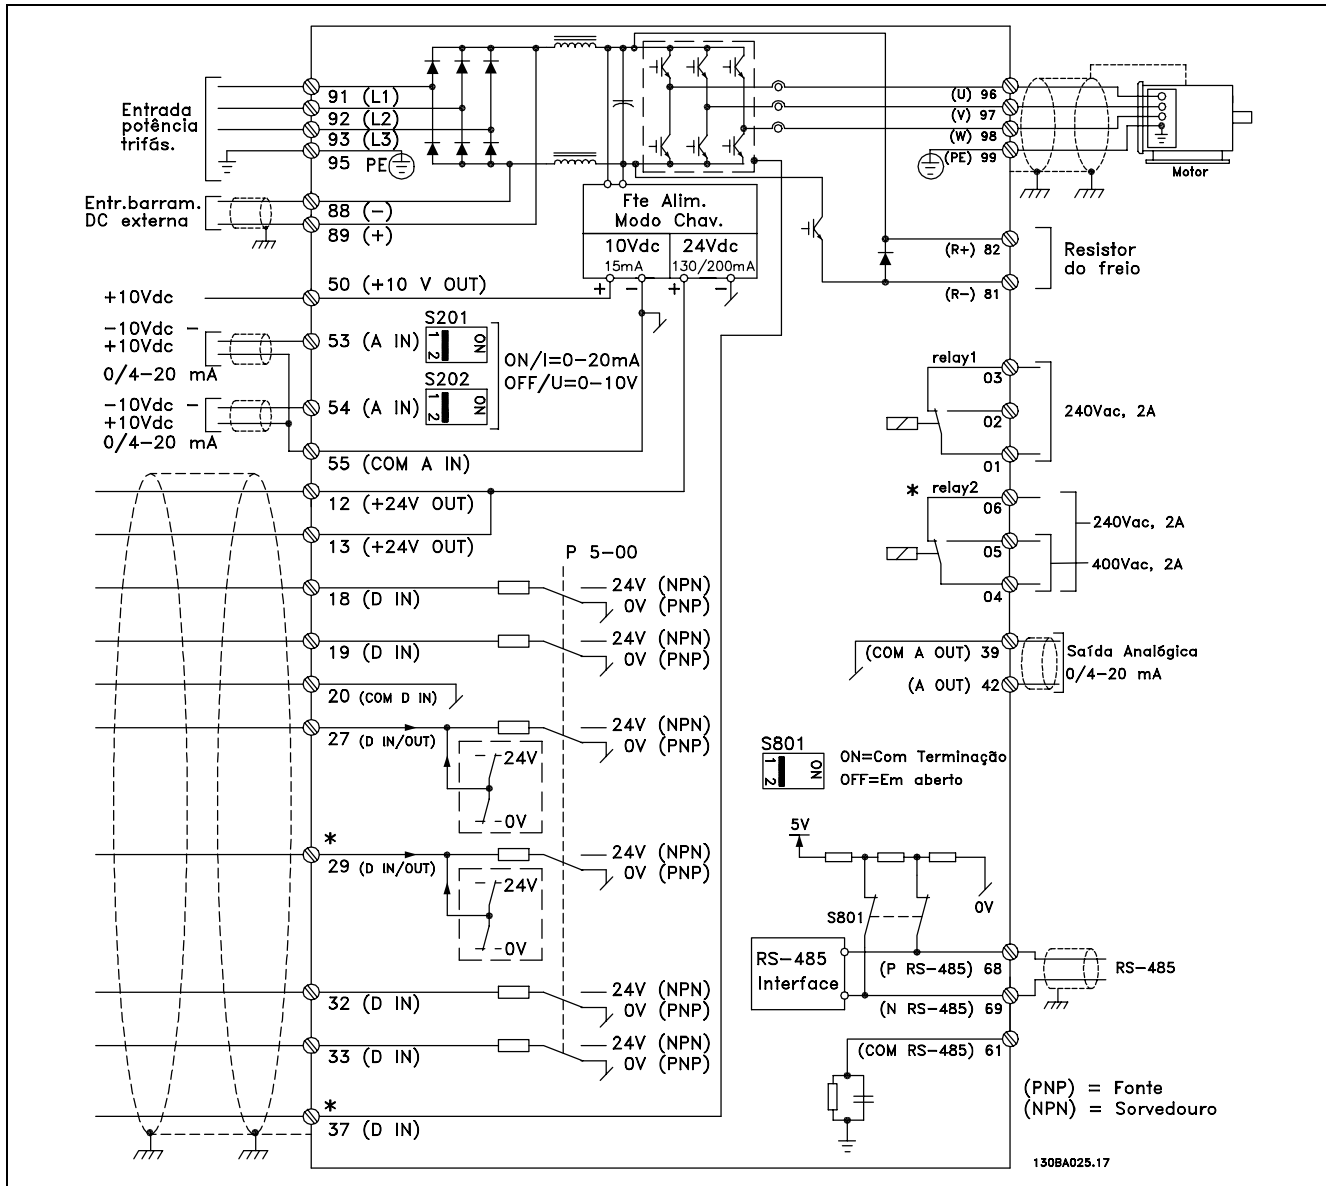 Entrada
potência
trifás.
91 (L1)
92 (L2)
93 (L3)
95 PE
Entr.barram.
DC externa
88 (−)
89 (+)
+10Vdc
50 (+10 V OUT)
−10Vdc −
+10Vdc
0/4−20 mA
53 (A IN)
S201
1 2
ON
S202
1 2
ON
ON/I=0−20mA
OFF/U=0−10V
−10Vdc −
+10Vdc
0/4−20 mA
54 (A IN)
55 (COM A IN)
12 (+24V OUT)
13 (+24V OUT)
P 5−00
18 (D IN)
24V (NPN)
0V (PNP)
19 (D IN)
24V (NPN)
0V (PNP)
20 (COM D IN)
27 (D IN/OUT)
24V (NPN)
0V (PNP)
24V
0V
*
29 (D IN/OUT)
24V (NPN)
0V (PNP)
24V
0V
32 (D IN)
24V (NPN)
0V (PNP)
33 (D IN)
24V (NPN)
0V (PNP)
*
37 (D IN)
Fte Alim.
Modo Chav.
10Vdc
15mA
24Vdc
130/200mA
+ − + −
(U) 96
(V) 97
(W) 98
(PE) 99
Motor
(R+) 82
(R−) 81
Resistor
do freio
relay1
03
02
01
240Vac, 2A
* relay2
06
05
04
240Vac, 2A
400Vac, 2A
(COM A OUT) 39
(A OUT) 42
Saída Analógica
0/4−20 mA
S801
1 2
ON
ON=Com Terminação
OFF=Em aberto
5V
0V
S801
RS−485
Interface
(P RS−485) 68
(N RS−485) 69
RS−485
(COM RS−485) 61
(PNP) = Fonte
(NPN) = Sorvedouro
130BA025.17